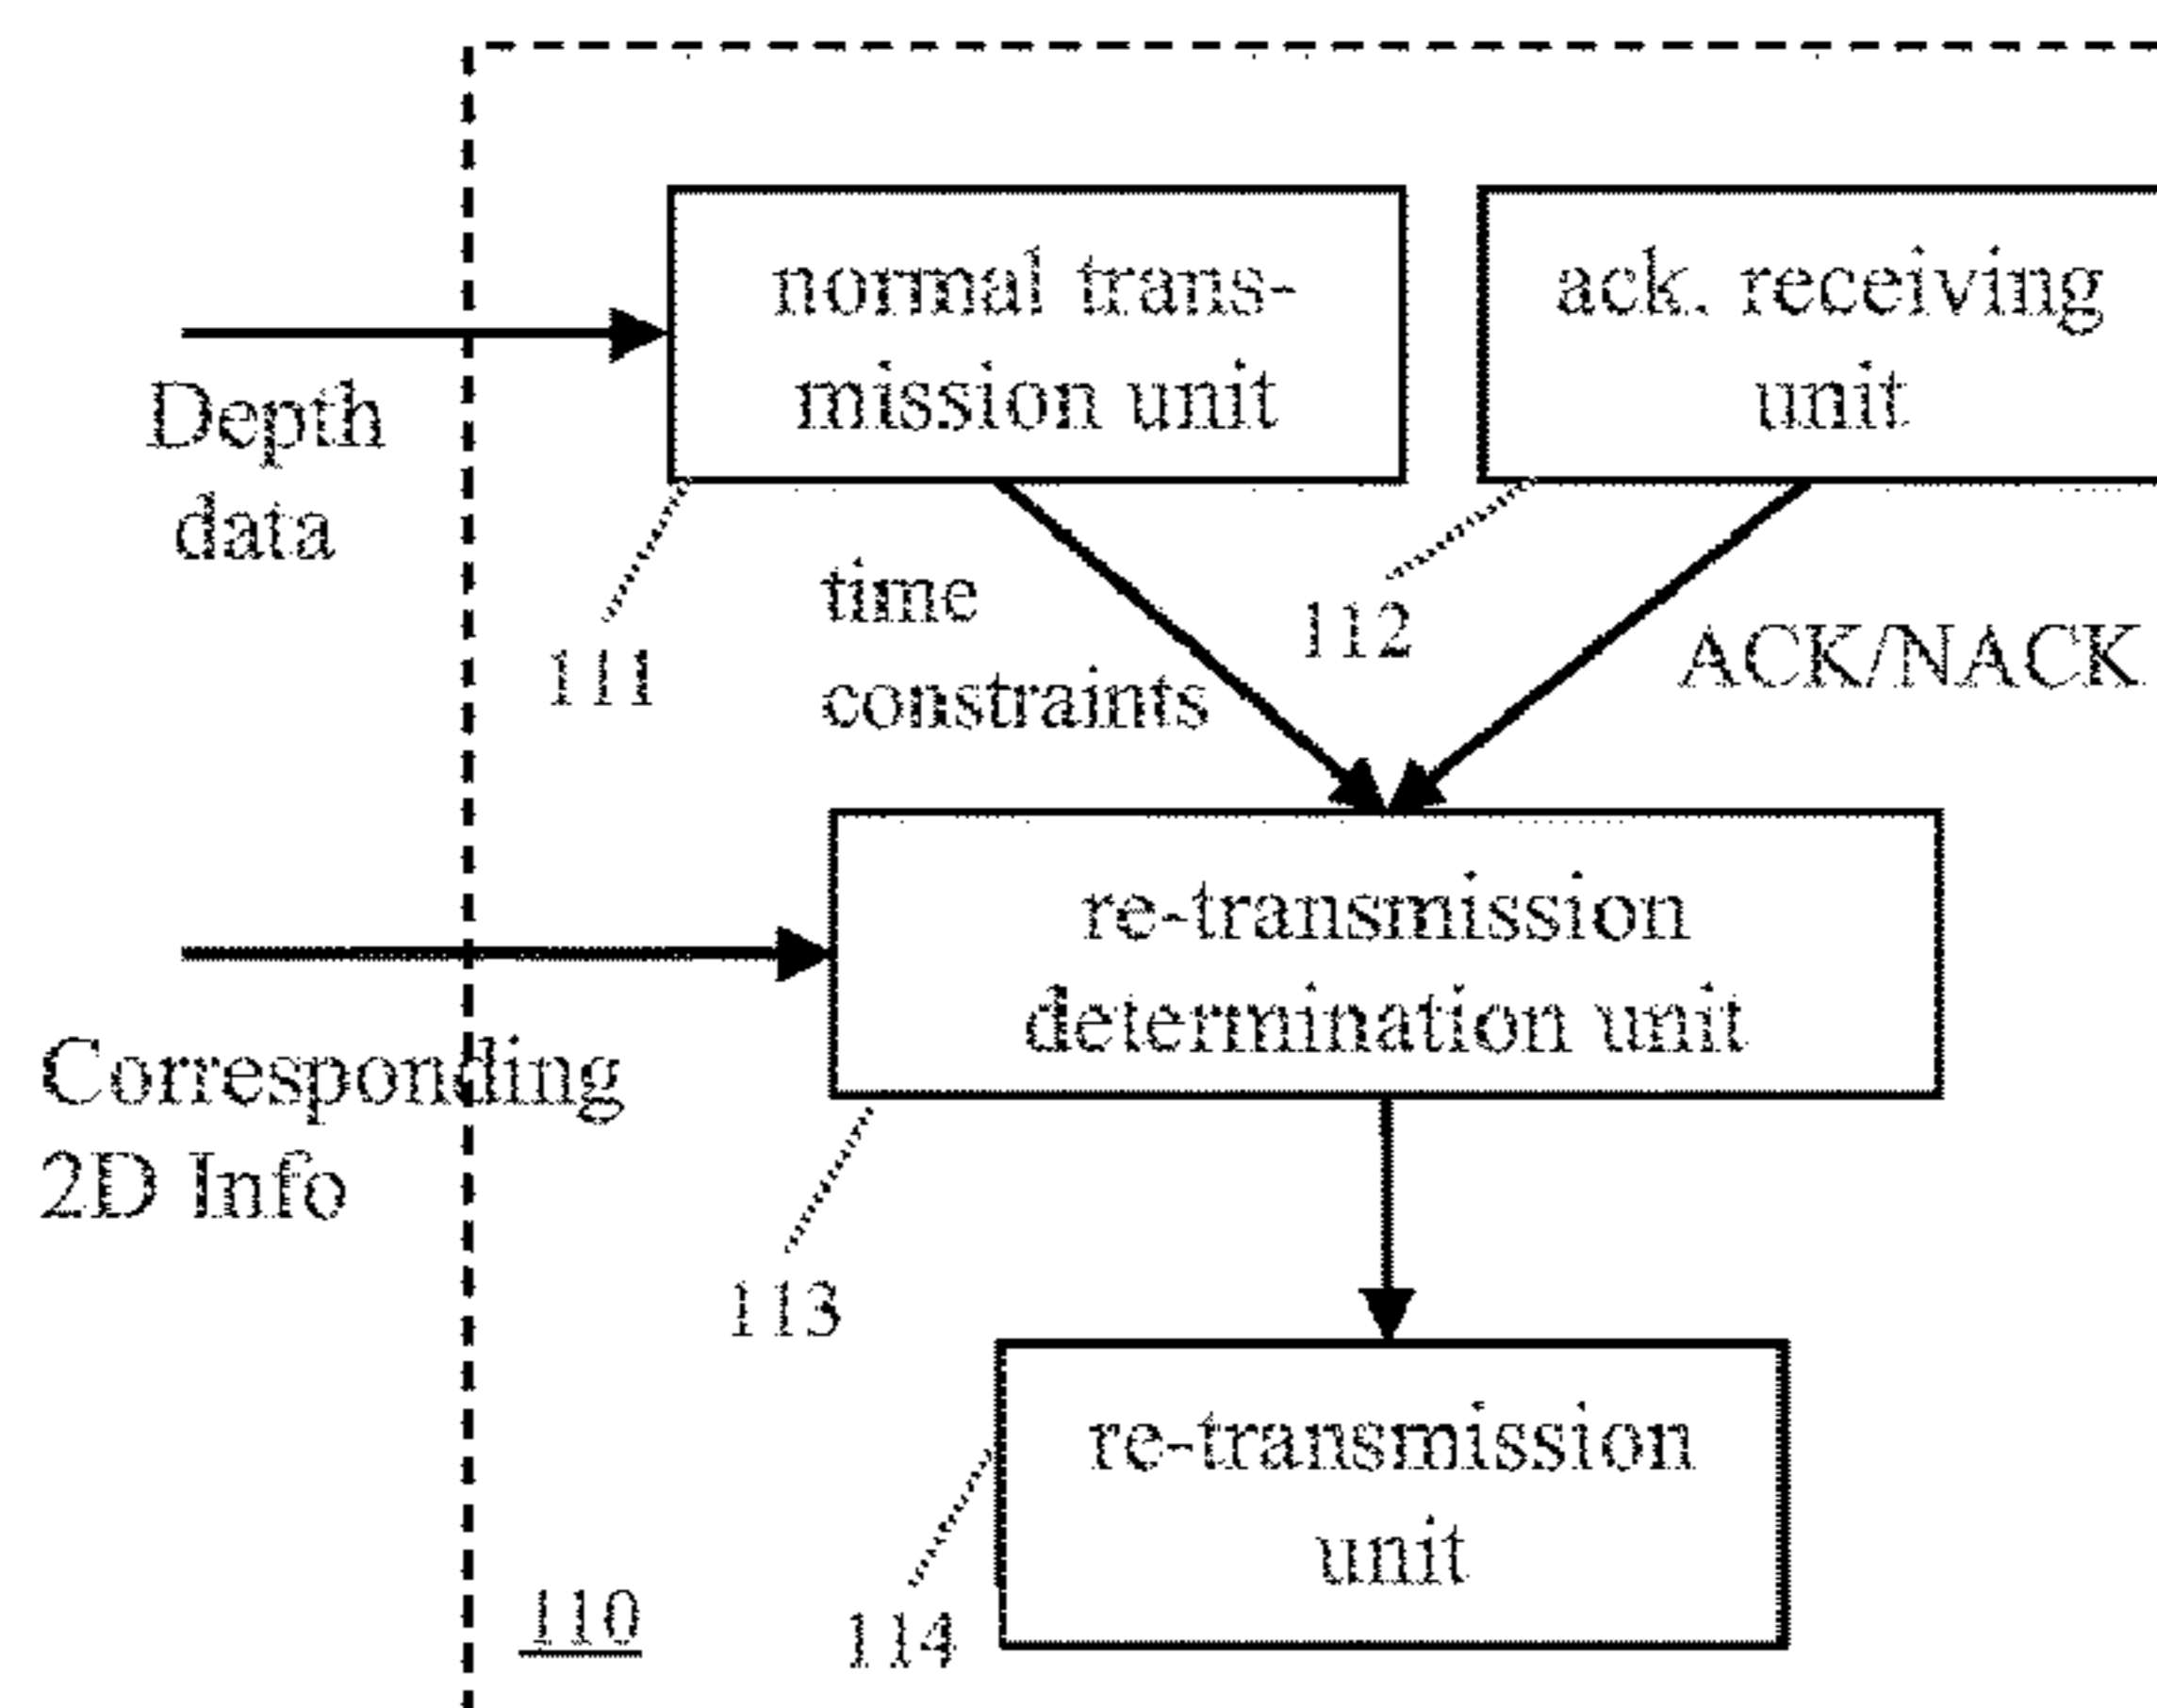 normal trans-
mission unit
ack. receiving
unit
Depth
data
111
time
constraints
112
ACK/NACK
re-transmission
determination unit
Corresponding
2D Info
113
re-transmission
unit
110
114